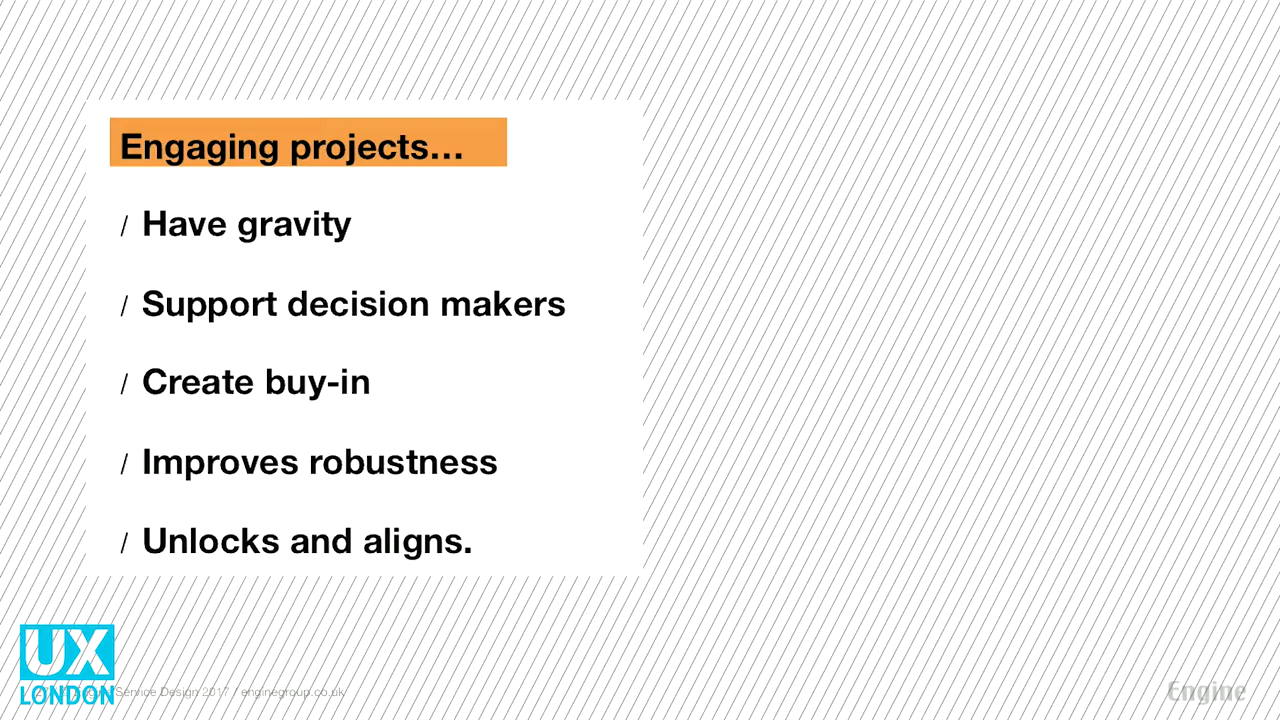 Engaging projects…
/ Have gravity
/ Support decision makers
/ Create buy-in
/ Improves robustness
/ Unlocks and aligns.
UX
LONDON
Service Design 2017 / enginegroup.co.uk
Engine